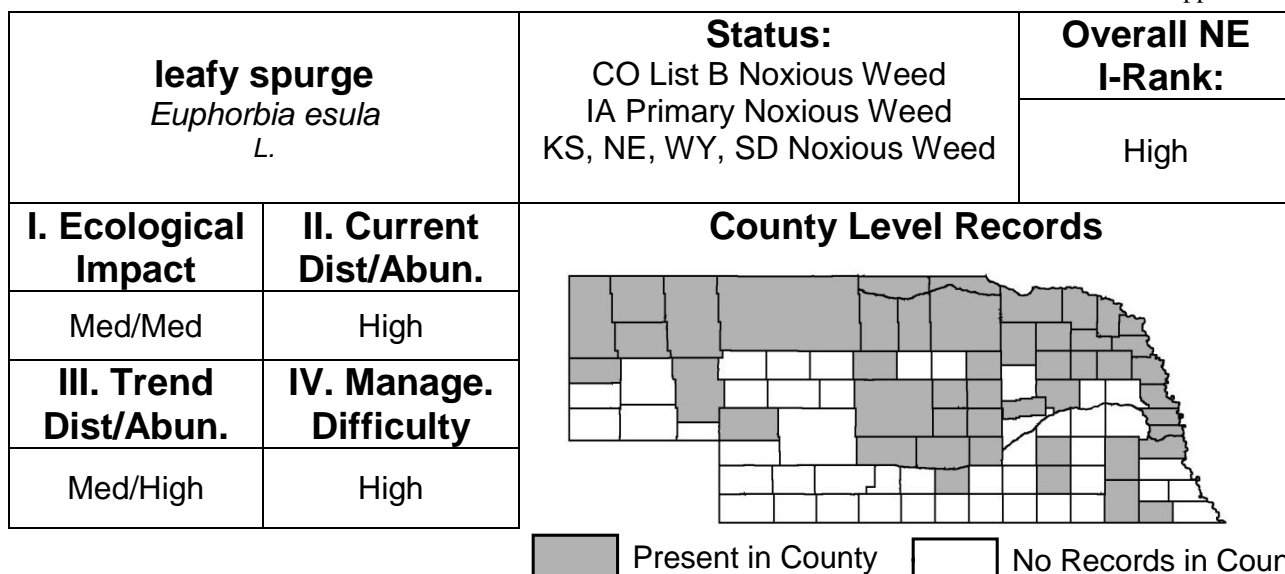 leafy spurge
Euphorbia esula
L.
Status:
CO List B Noxious Weed
IA Primary Noxious Weed
KS, NE, WY, SD Noxious Weed
Overall NE
I-Rank:
High
I. Ecological
Impact
II. Current
Dist/Abun.
Med/Med
High
III. Trend
Dist/Abun.
IV. Manage.
Difficulty
Med/High
High
County Level Records
Present in County
No Records in